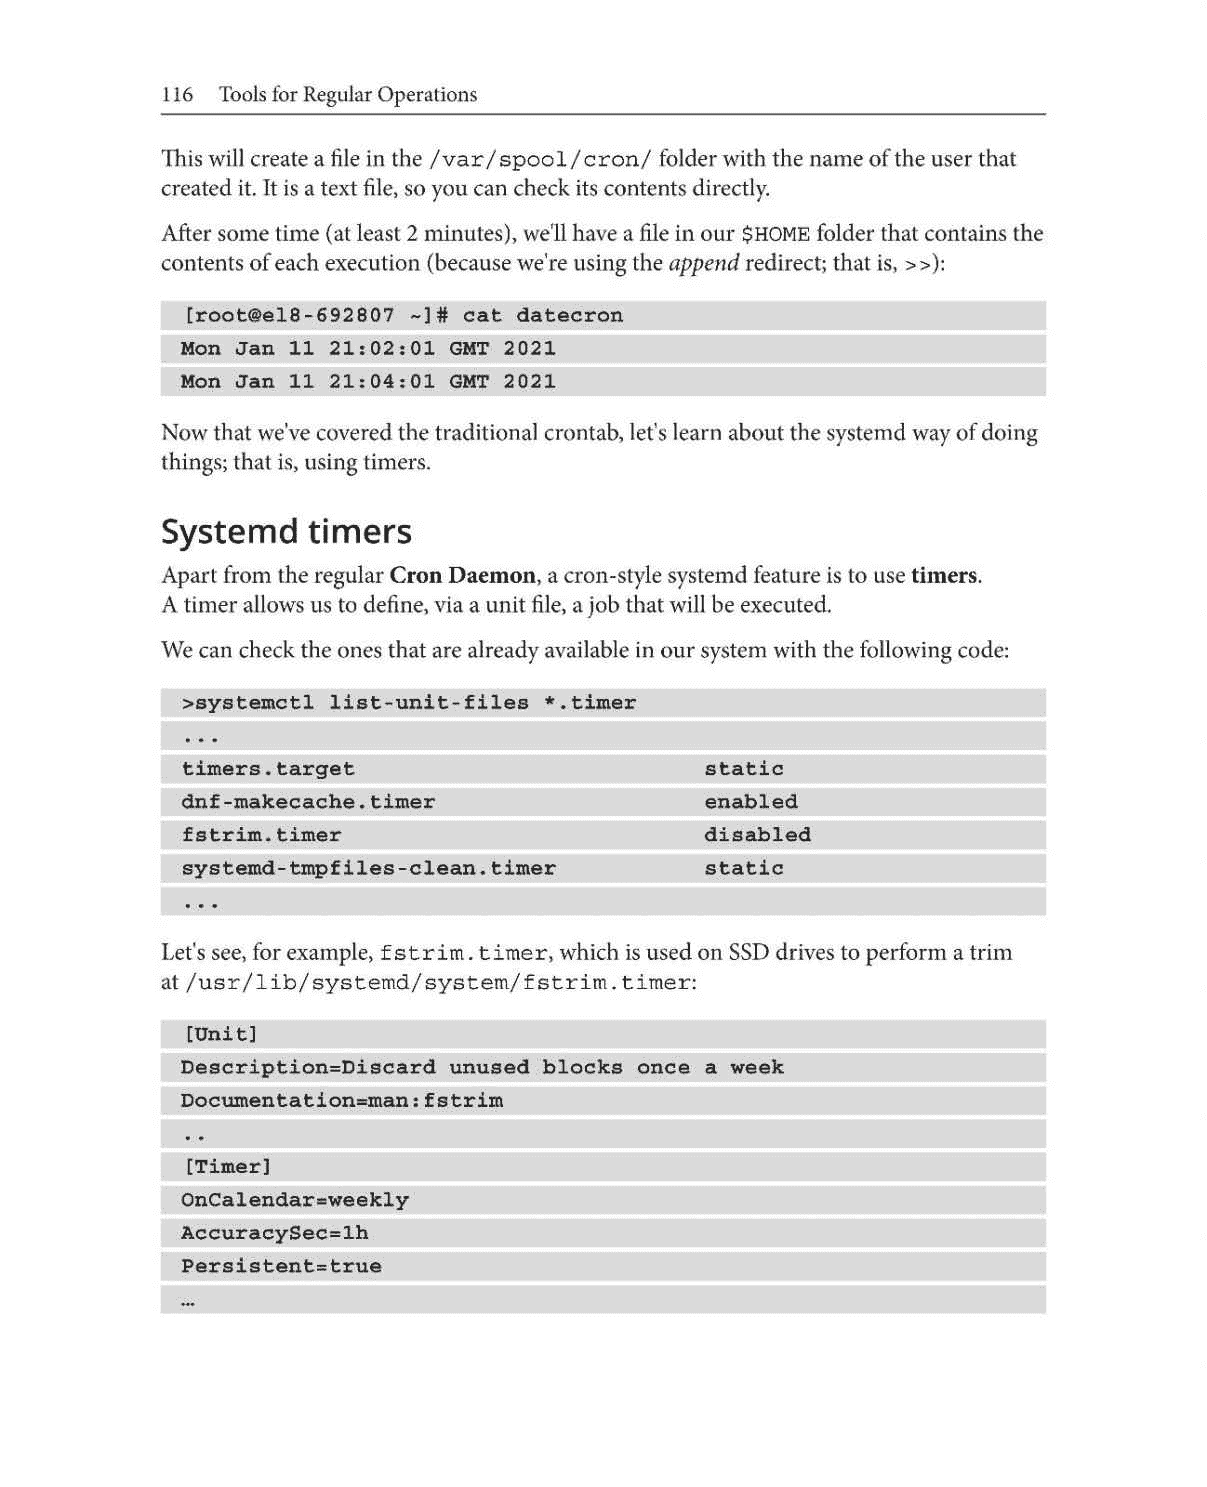 116 Tools for Regular Operations
This will create a file in the /var/spool/cron/ folder with the name of the user that
created it. It is a text file, so you can check its contents directly.
After some time (at least 2 minutes), we'll have a file in our $HOME folder that contains the
contents of each execution (because we're using the append redirect; that is, >>):
[root@el8-692807 ~]# cat datecron
Mon Jan 11 21:02:01 GMT 2021
Mon Jan 11 21:04:01 GMT 2021
Now that we've covered the traditional crontab, let's learn about the systemd way of doing
things; that is, using timers.
Systemd timers
Apart from the regular Cron Daemon, a cron-style systemd feature is to use timers.
A timer allows us to define, via a unit file, a job that will be executed.
We can check the ones that are already available in our system with the following code:
>systemctl list-unit-files *.timer
...
timers.target static
dnf-makecache.timer enabled
fstrim.timer disabled
systemd-tmpfiles-clean.timer static
...
Let's see, for example, fstrim.timer, which is used on SSD drives to perform a trim
at /usr/lib/systemd/system/fstrim.timer:
[Unit]
Description=Discard unused blocks once a week
Documentation=man:fstrim
..
[Timer]
OnCalendar=weekly
AccuracySec=1h
Persistent=true
…